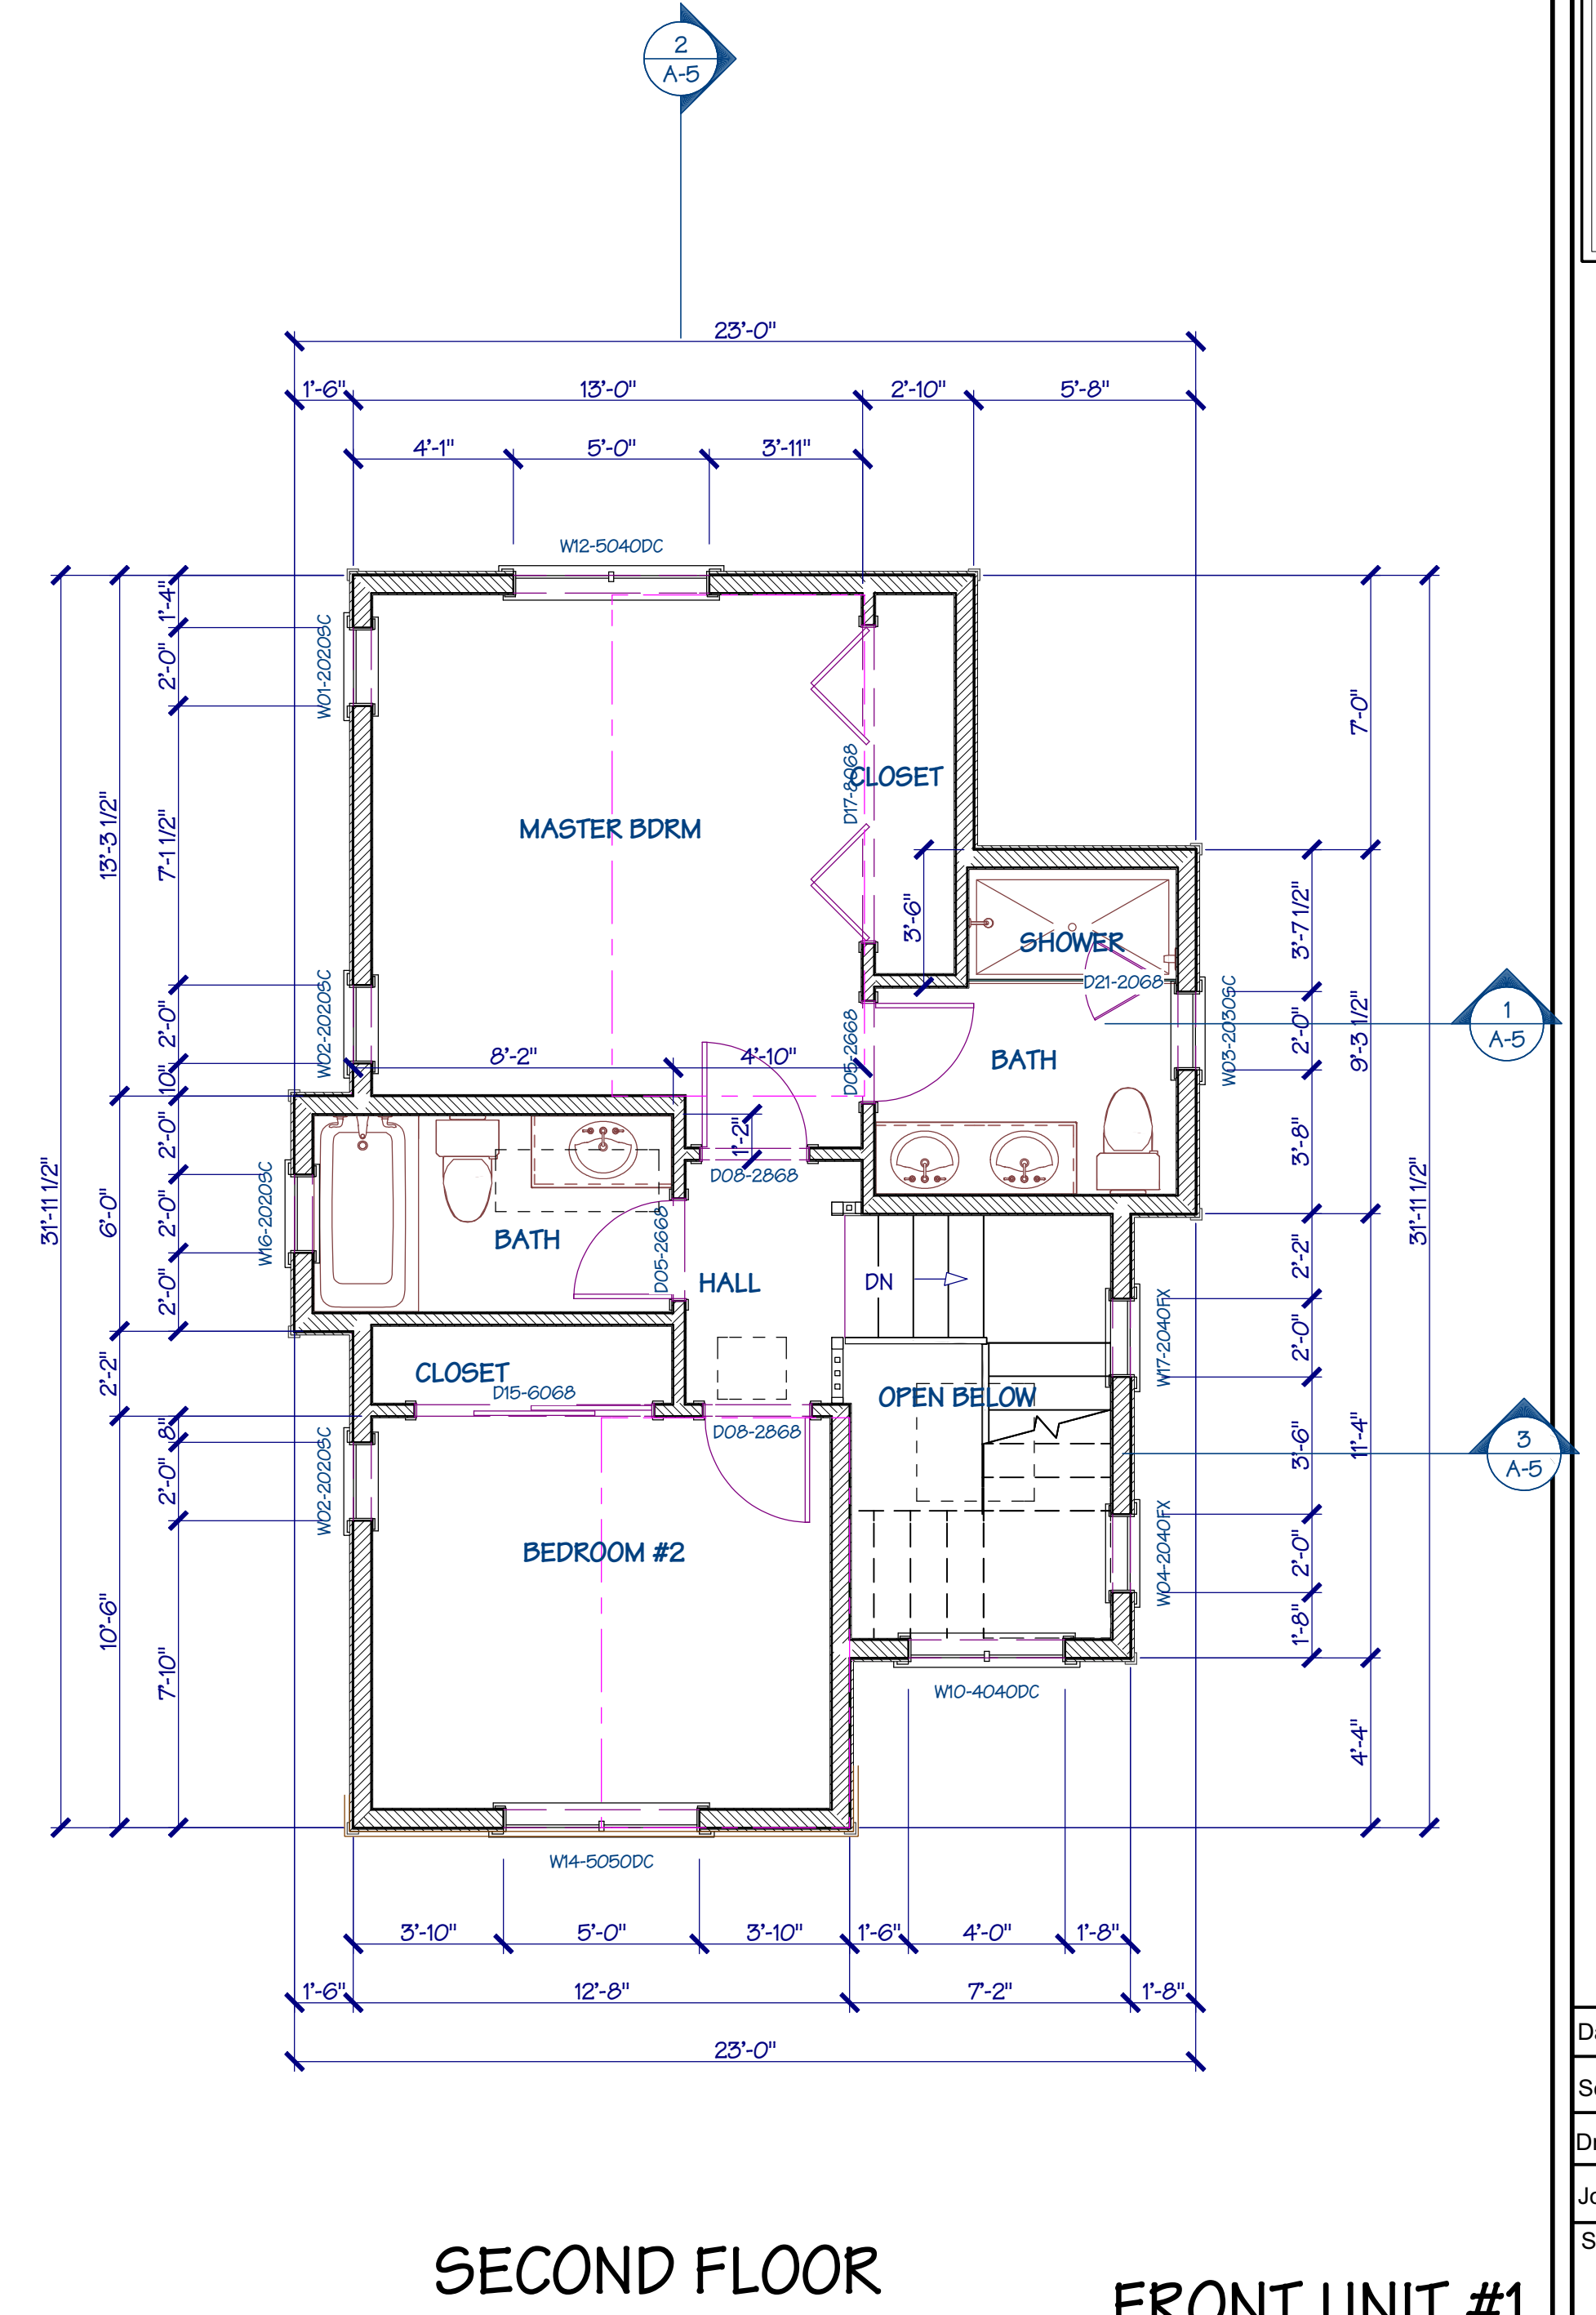 2
A-5
23'-0"
1'-6"
13'-0"
2'-10"
5'-8"
4'-1"
5'-0"
3'-11"
W12-5040DC
1'-4"
2'-0"
W01-2020SC
7'-0"
D17-8068
CLOSET
MASTER BDRM
13'-3 1/2"
7'-1 1/2"
3'-6"
3'-7 1/2"
SHOWER
D21-2068
W02-2020SC
2'-0"
10"
8'-2"
4'-10"
D05-2668
BATH
W03-2030SC
2'-0"
9'-3 1/2"
1
A-5
2'-0"
1'-2"
3'-8"
D08-2868
31'-11 1/2"
6'-0"
2'-0"
W16-2020SC
BATH
D05-2668
31'-11 1/2"
2'-2"
2'-0"
HALL
DN
W17-2040FX
2'-0"
2'-2"
CLOSET
D15-6068
OPEN BELOW
8"
D08-2868
3'-6"
11'-4"
3
A-5
2'-0"
W02-2020SC
BEDROOM #2
W04-2040FX
2'-0"
10'-6"
7'-10"
1'-8"
W10-4040DC
4'-4"
W14-5050DC
3'-10"
5'-0"
3'-10"
1'-6"
4'-0"
1'-8"
1'-6"
12'-8"
7'-2"
1'-8"
23'-0"
SECOND FLOOR
FRONT UNIT #1